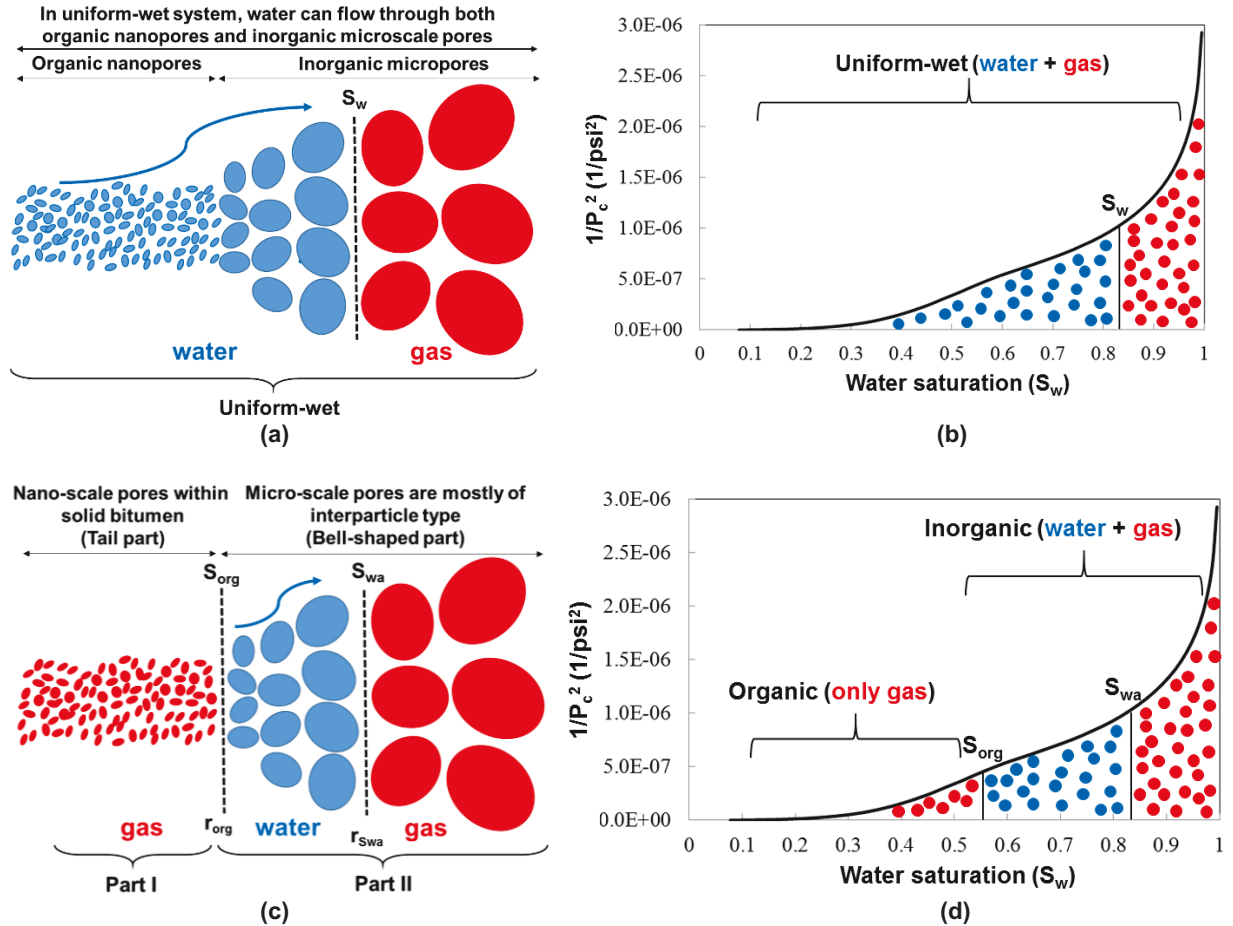 In uniform-wet system, water can flow through both
organic nanopores and inorganic microscale pores
Organic nanopores
Inorganic micropores
Sw
water
gas
Uniform-wet
(a)
3.0E-06
2.5E-06
2.0E-06
1.5E-06
1.0E-06
5.0E-07
0.0E+00
1/Pc² (1/psi²)
Uniform-wet (water + gas)
Sw
0 0.1 0.2 0.3 0.4 0.5 0.6 0.7 0.8 0.9 1
Water saturation (Sw)
(b)
Nano-scale pores within
solid bitumen
(Tail part)
Micro-scale pores are mostly of
interparticle type
(Bell-shaped part)
Sorg
Swa
gas
rorg
water
rSwa
gas
Part I
Part II
(c)
3.0E-06
2.5E-06
2.0E-06
1.5E-06
1.0E-06
5.0E-07
0.0E+00
1/Pc² (1/psi²)
Inorganic (water + gas)
Organic (only gas)
Swa
Sorg
0 0.1 0.2 0.3 0.4 0.5 0.6 0.7 0.8 0.9 1
Water saturation (Sw)
(d)